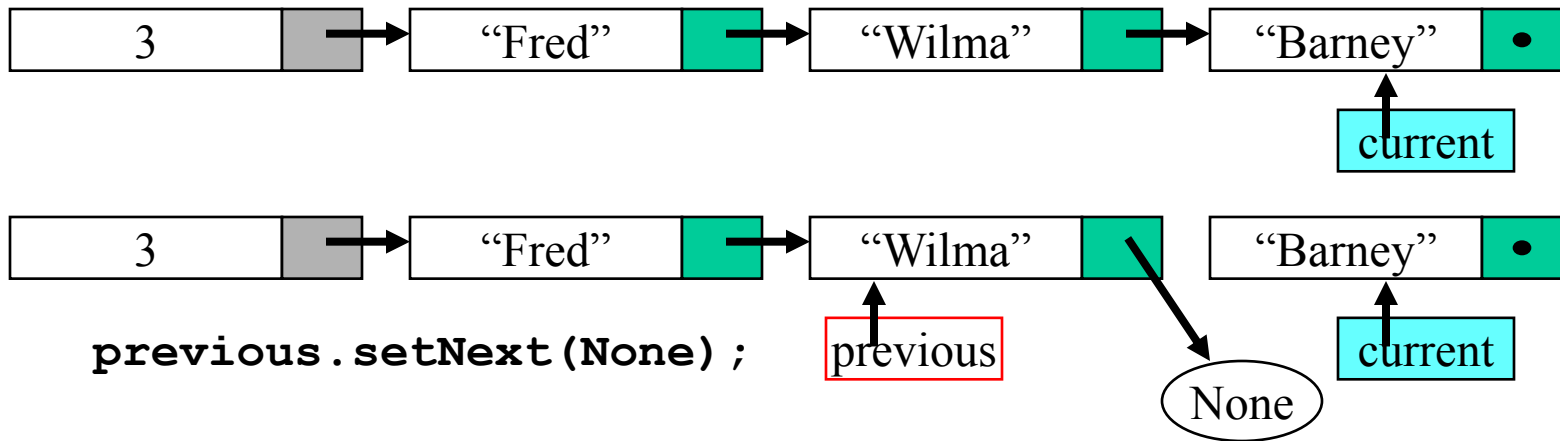 3 “Fred” “Wilma” “Barney”
current
3 “Fred” “Wilma” “Barney”
previous.setNext(None); previous current
None